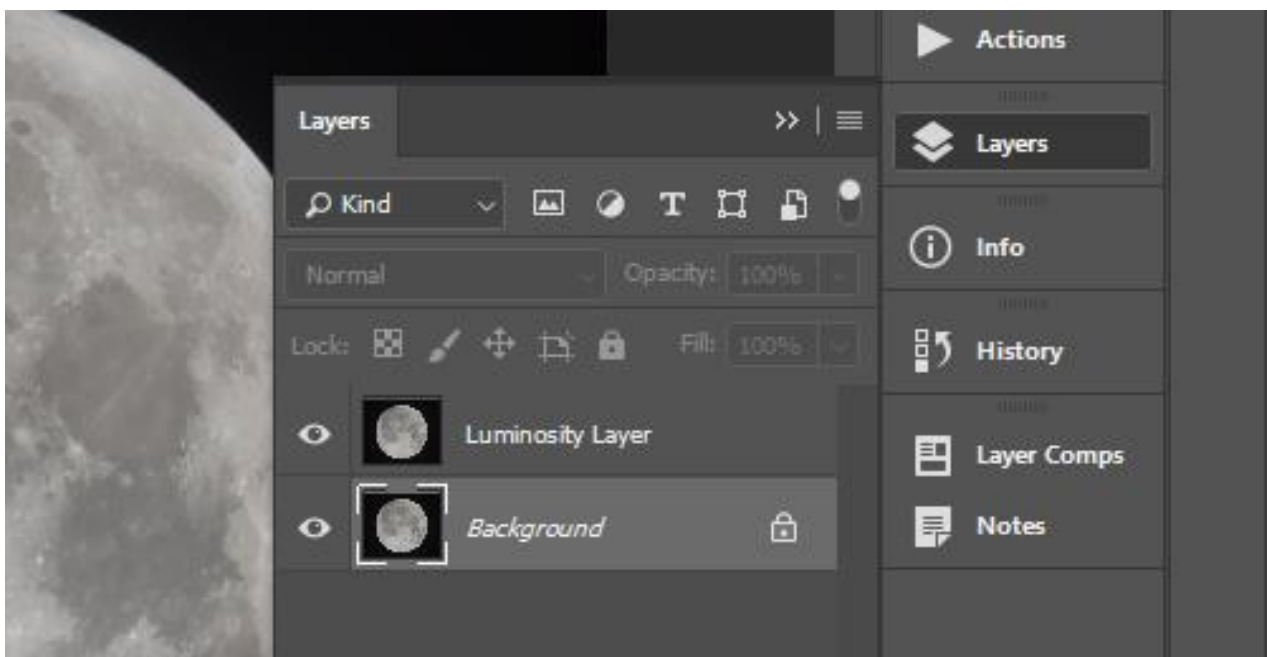 Actions
Layers
Layers
Kind
Info
Normal
Opacity: 100%
Lock:
Fill: 100%
History
Luminosity Layer
Layer Comps
Background
Notes